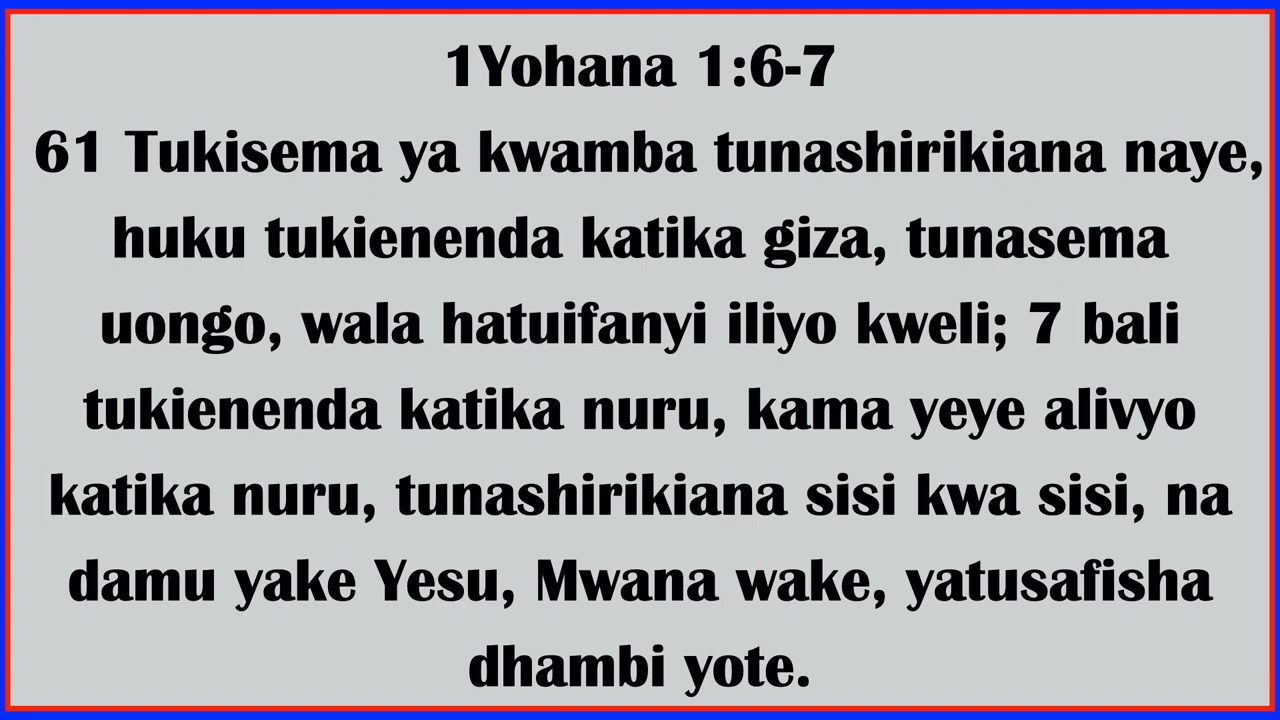 1Yohana 1:6-7
61 Tukisema ya kwamba tunashirikiana naye,
huku tukienenda katika giza, tunasema
uongo, wala hatuifanyi iliyo kweli; 7 bali
tukienenda katika nuru, kama yeye alivyo
katika nuru, tunashirikiana sisi kwa sisi, na
damu yake Yesu, Mwana wake, yatusafisha
dhambi yote.